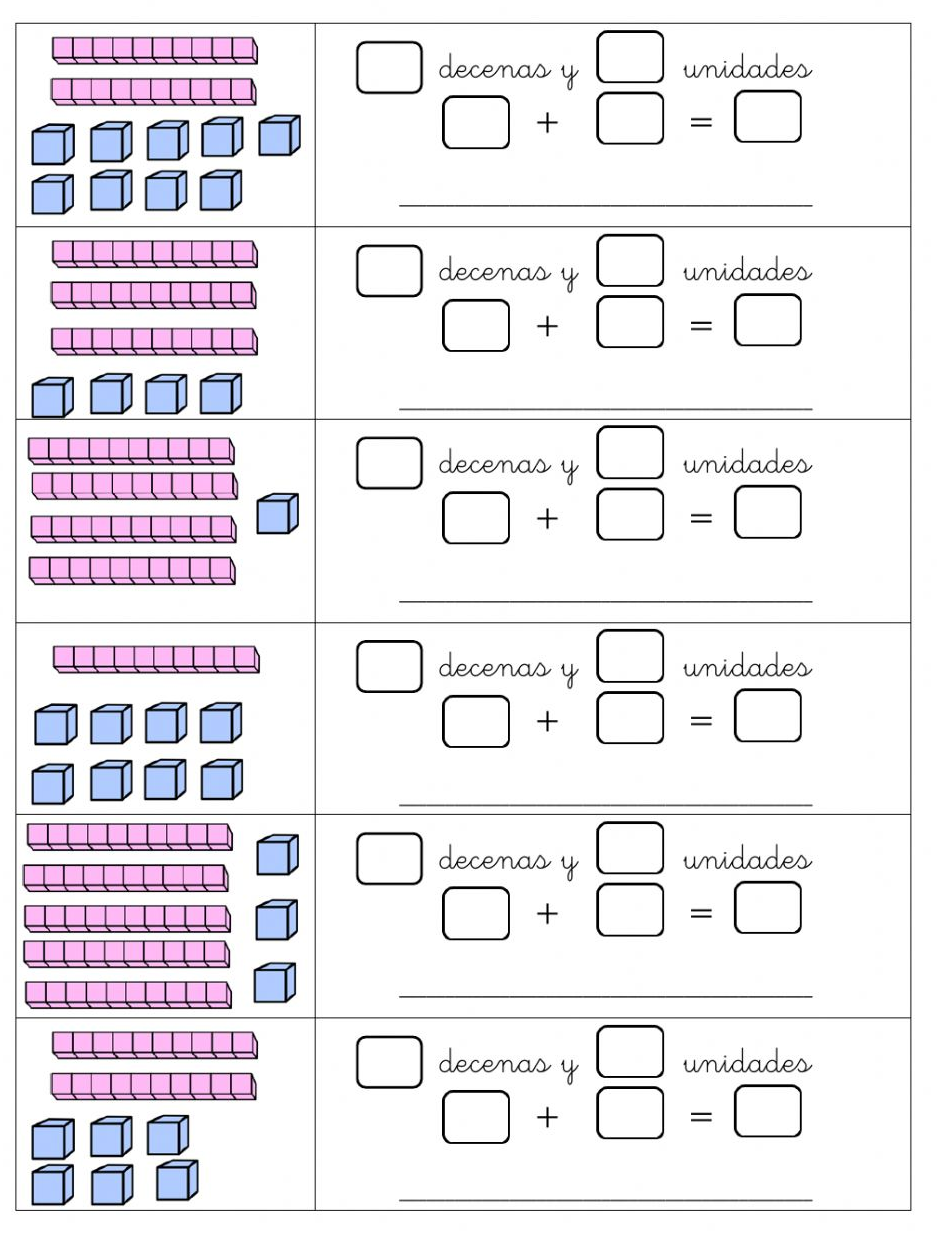 decenas y unidades
+ =
decenas y unidades
+ =
decenas y unidades
+ =
decenas y unidades
+ =
decenas y unidades
+ =
decenas y unidades
+ =